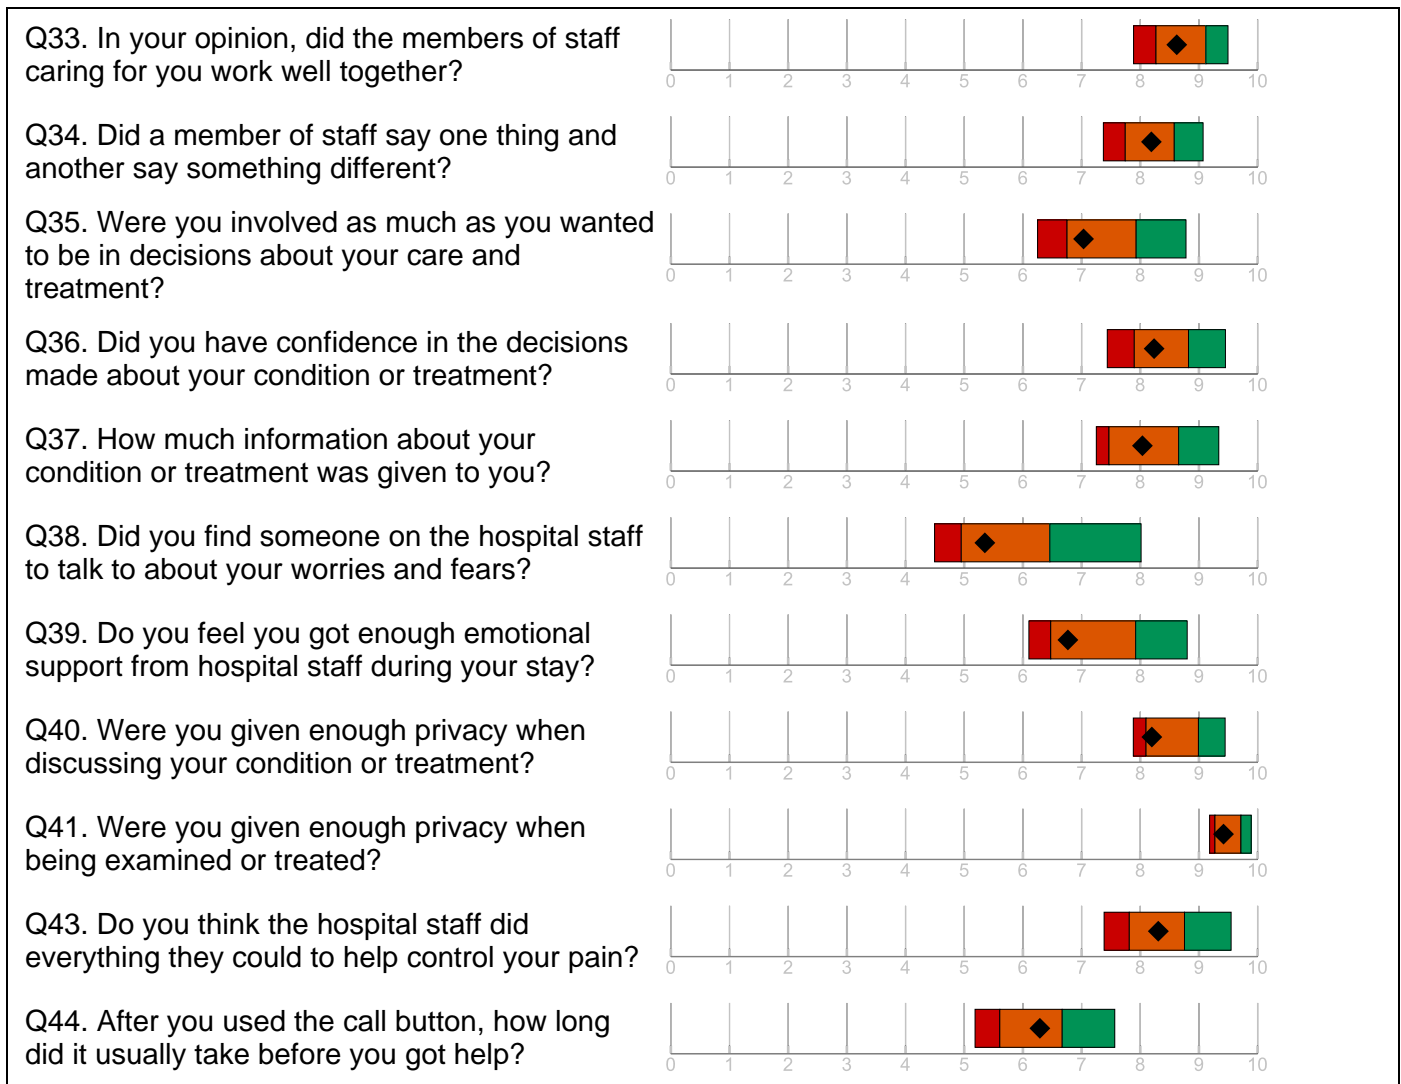 Q33. In your opinion, did the members of staff
caring for you work well together?
0 1 2 3 4 5 6 7 8 9 10
Q34. Did a member of staff say one thing and
another say something different?
0 1 2 3 4 5 6 7 8 9 10
Q35. Were you involved as much as you wanted
to be in decisions about your care and
treatment?
0 1 2 3 4 5 6 7 8 9 10
Q36. Did you have confidence in the decisions
made about your condition or treatment?
0 1 2 3 4 5 6 7 8 9 10
Q37. How much information about your
condition or treatment was given to you?
0 1 2 3 4 5 6 7 8 9 10
Q38. Did you find someone on the hospital staff
to talk to about your worries and fears?
0 1 2 3 4 5 6 7 8 9 10
Q39. Do you feel you got enough emotional
support from hospital staff during your stay?
0 1 2 3 4 5 6 7 8 9 10
Q40. Were you given enough privacy when
discussing your condition or treatment?
0 1 2 3 4 5 6 7 8 9 10
Q41. Were you given enough privacy when
being examined or treated?
0 1 2 3 4 5 6 7 8 9 10
Q43. Do you think the hospital staff did
everything they could to help control your pain?
0 1 2 3 4 5 6 7 8 9 10
Q44. After you used the call button, how long
did it usually take before you got help?
0 1 2 3 4 5 6 7 8 9 10